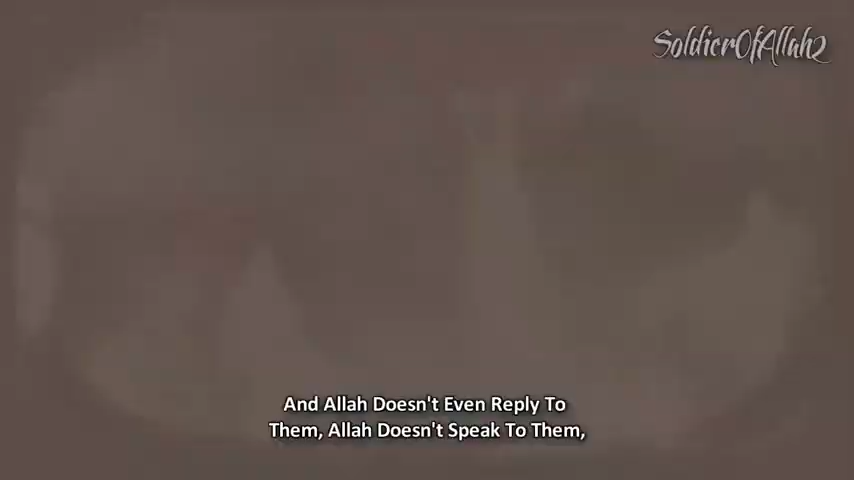 SoldierOfAllah2
And Allah Doesn't Even Reply To
Them, Allah Doesn't Speak To Them,